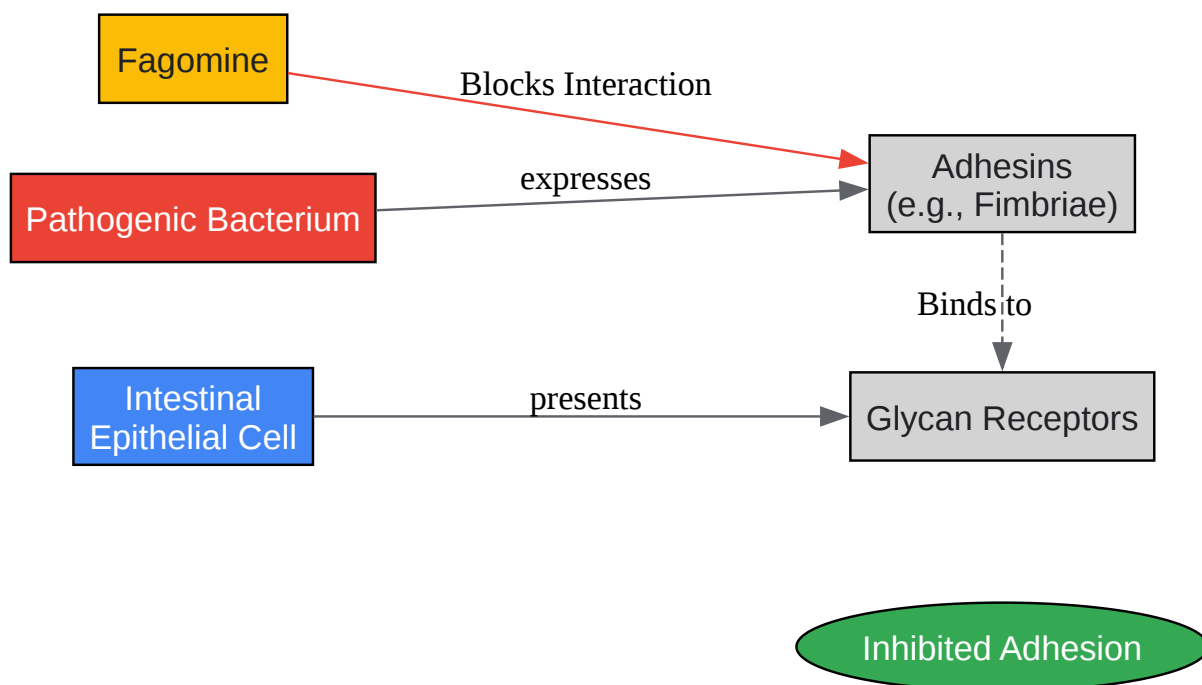 Fagomine
Blocks Interaction
Adhesins
(e.g., Fimbriae)
expresses
Pathogenic Bacterium
Binds to
Intestinal
Epithelial Cell
presents
Glycan Receptors
Inhibited Adhesion